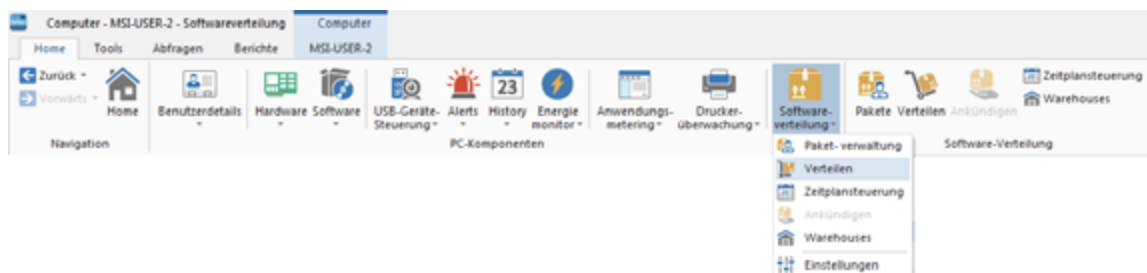 Computer - MSI-USER-2 - Softwareverteilung Computer
Home Tools Abfragen Berichte MSI-USER-2
Zurück
Vorwärts
Home
Benutzerdetails
Hardware
Software
USB-Geräte-
Steuerung
Alerts
23
History
Energie
monitor
Anwendungs-
metering
Drucker-
überwachung
Software-
verteilung
Pakete
Verteilen
Ankündigen
Zeitplansteuerung
Warehouses
Navigation
PC-Komponenten
Software-Verteilung
Paket- verwaltung
Verteilen
Zeitplansteuerung
Ankündigen
Warehouses
Einstellungen